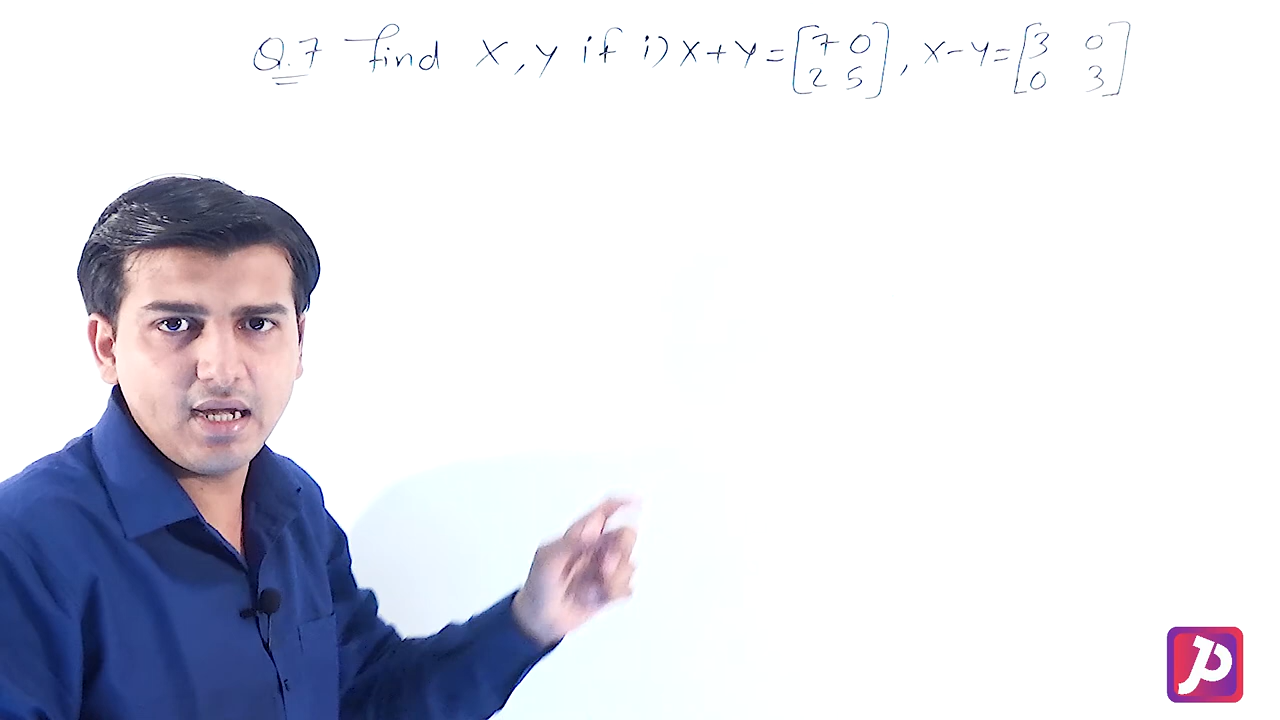 Q.7 Find X, Y if i) X+Y=[7 0], X-Y=[3 0]
[2 5] [0 3]